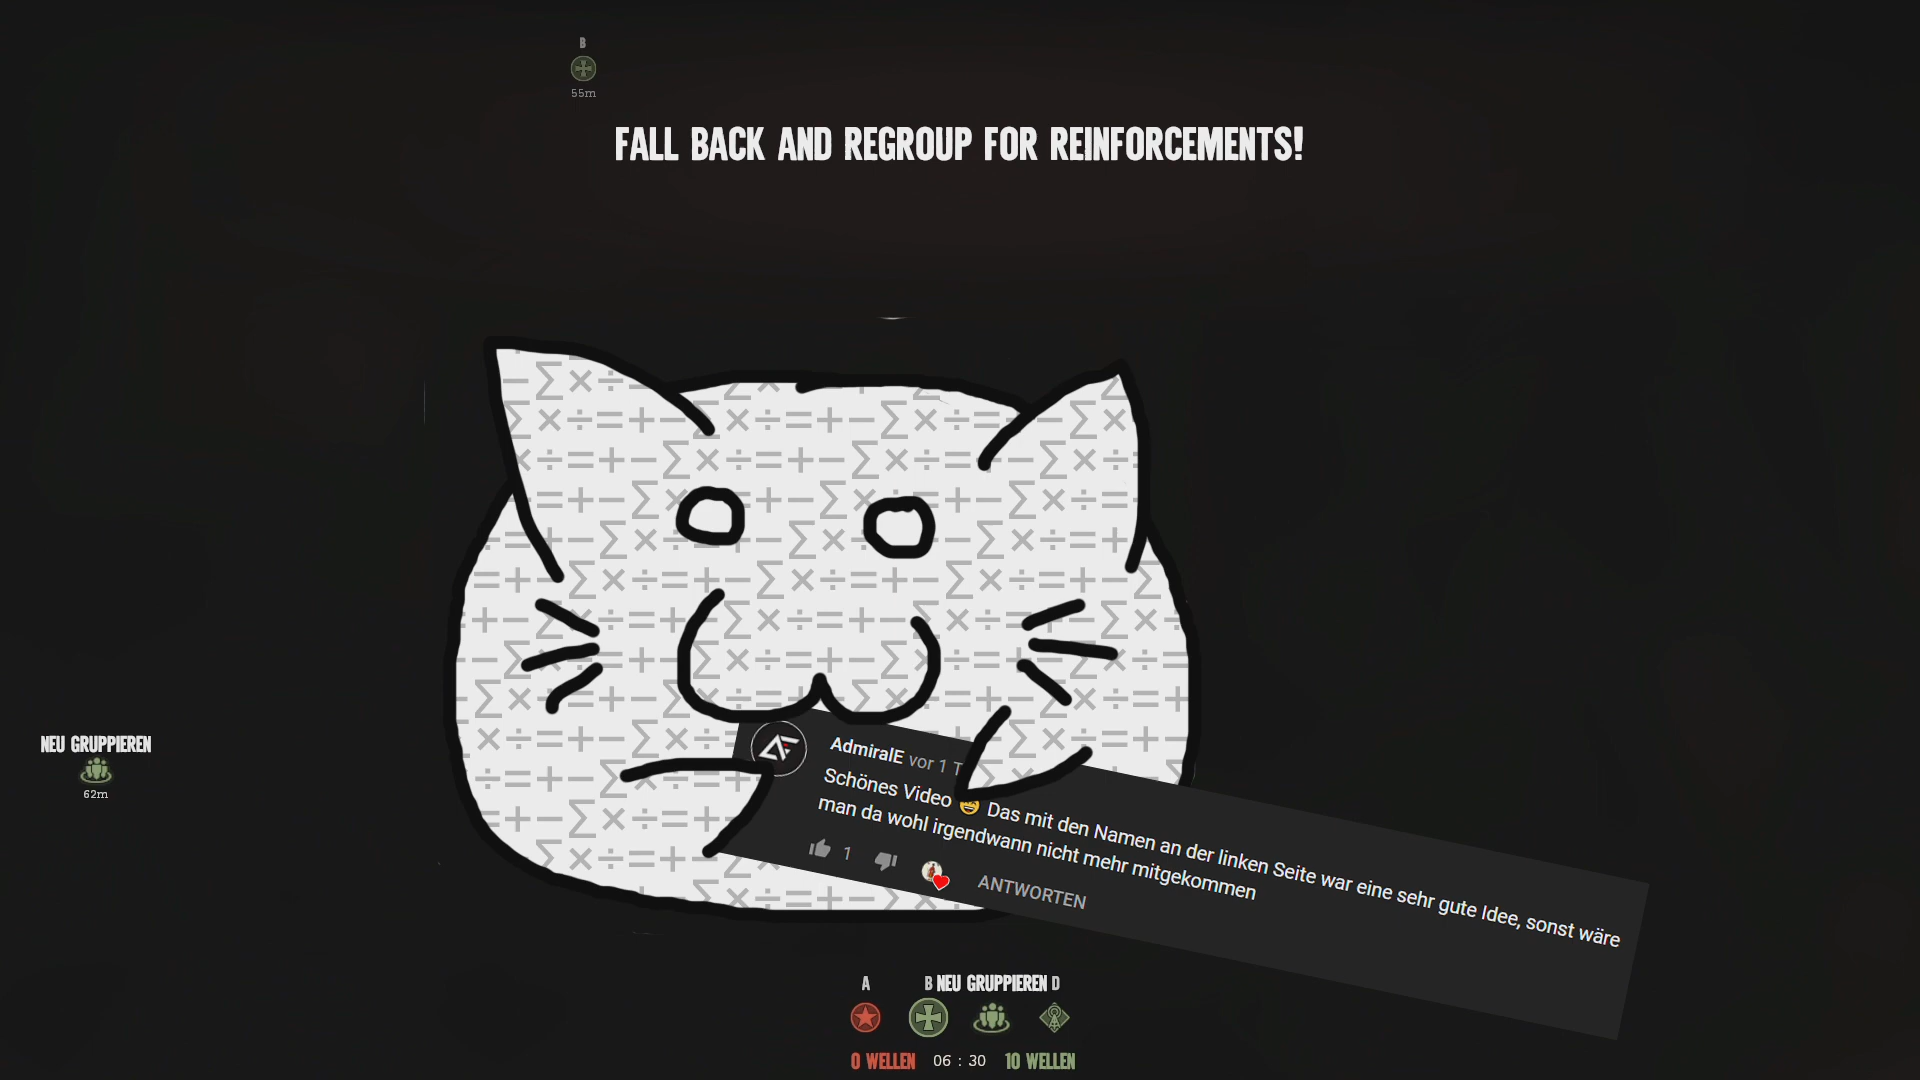 B
55m
FALL BACK AND REGROUP FOR REINFORCEMENTS!
NEU GRUPPIEREN
62m
AdmiralE vor 1 T
Schönes Video 😄 Das mit den Namen an der linken Seite war eine sehr gute Idee, sonst wäre
man da wohl irgendwann nicht mehr mitgekommen
1
ANTWORTEN
A B NEU GRUPPIEREN D
0 WELLEN 06 : 30 10 WELLEN